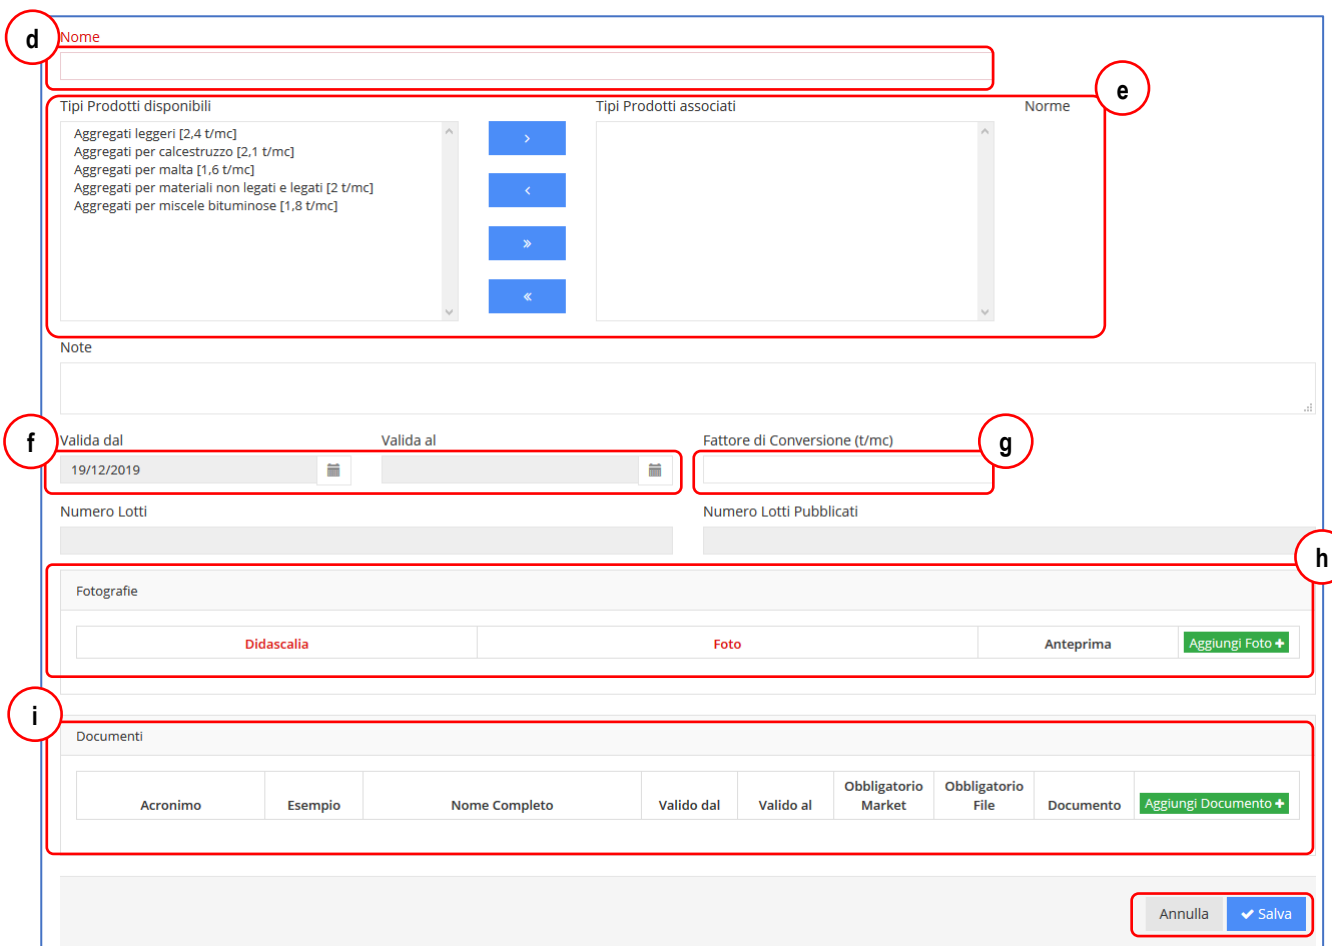 d
Nome
e
Tipi Prodotti disponibili
Tipi Prodotti associati
Norme
Aggregati leggeri [2,4 t/mc]
Aggregati per calcestruzzo [2,1 t/mc]
Aggregati per malta [1,6 t/mc]
Aggregati per materiali non legati e legati [2 t/mc]
Aggregati per miscele bituminose [1,8 t/mc]
>
<
»
«
Note
f
Valida dal
Valida al
Fattore di Conversione (t/mc)
g
19/12/2019
Numero Lotti
Numero Lotti Pubblicati
h
Fotografie
Didascalia
Foto
Anteprima
Aggiungi Foto +
i
Documenti
Acronimo
Esempio
Nome Completo
Valido dal
Valido al
Obbligatorio
Market
Obbligatorio
File
Documento
Aggiungi Documento +
Annulla
Salva